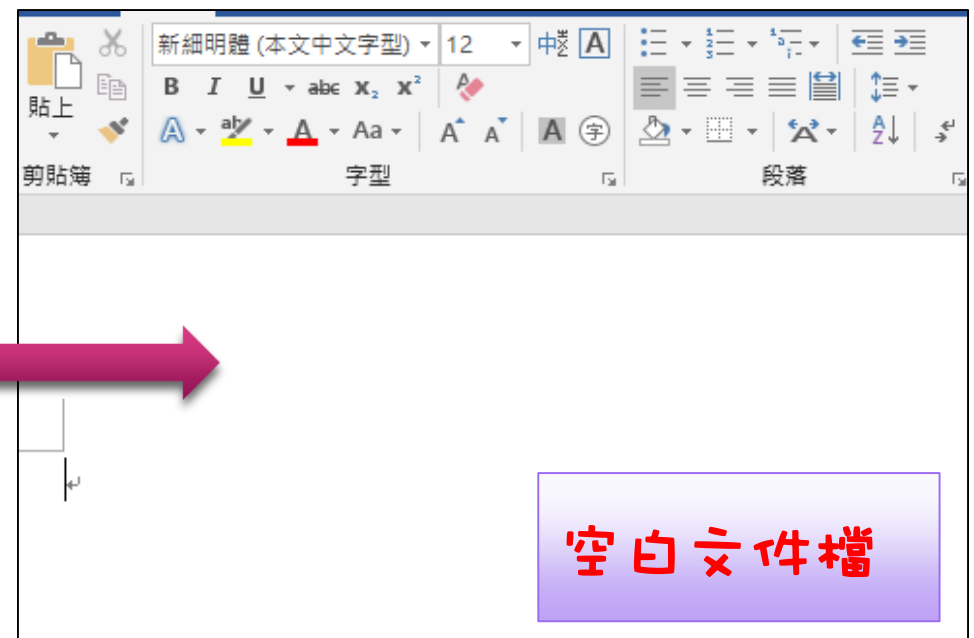 新細明體 (本文中文字型) 12 中 A
貼上 B I U abc X₂ X²
A aby A Aa A A A 字 A Z
剪貼簿 字型 段落
空白文件檔